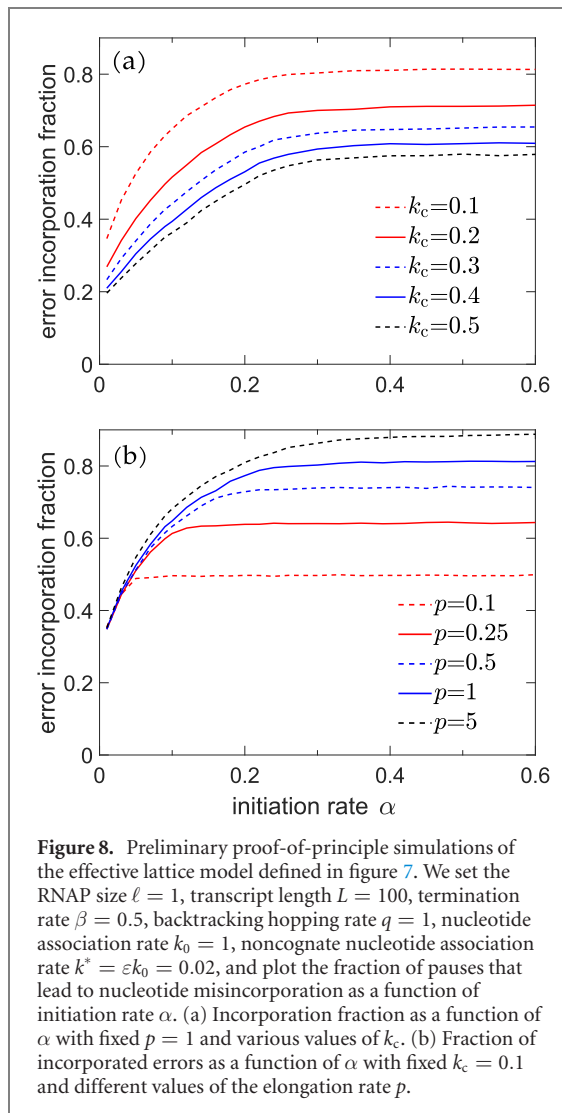 (a)
0.8
0.6
0.4
0.2
0
error incorporation fraction
k_c=0.1
k_c=0.2
k_c=0.3
k_c=0.4
k_c=0.5
0 0.2 0.4 0.6
(b)
0.8
0.6
0.4
0.2
0
error incorporation fraction
p=0.1
p=0.25
p=0.5
p=1
p=5
0 0.2 0.4 0.6
initiation rate α
Figure 8. Preliminary proof-of-principle simulations of
the effective lattice model defined in figure 7. We set the
RNAP size ℓ = 1, transcript length L = 100, termination
rate β = 0.5, backtracking hopping rate q = 1, nucleotide
association rate k₀ = 1, noncognate nucleotide association
rate k* = εk₀ = 0.02, and plot the fraction of pauses that
lead to nucleotide misincorporation as a function of
initiation rate α. (a) Incorporation fraction as a function of
α with fixed p = 1 and various values of k_c. (b) Fraction of
incorporated errors as a function of α with fixed k_c = 0.1
and different values of the elongation rate p.